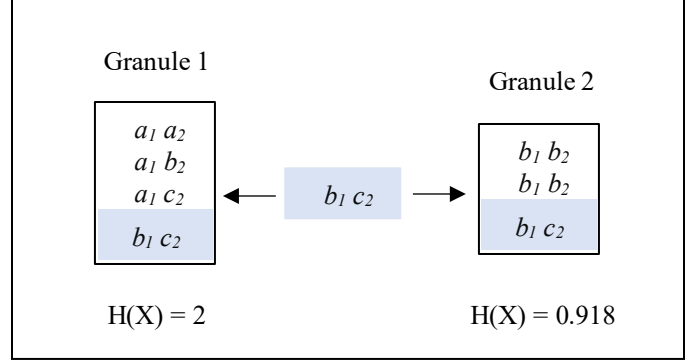 Granule 1
a₁ a₂
a₁ b₂
a₁ c₂
b₁ c₂
H(X) = 2
b₁ c₂
Granule 2
b₁ b₂
b₁ b₂
b₁ c₂
H(X) = 0.918